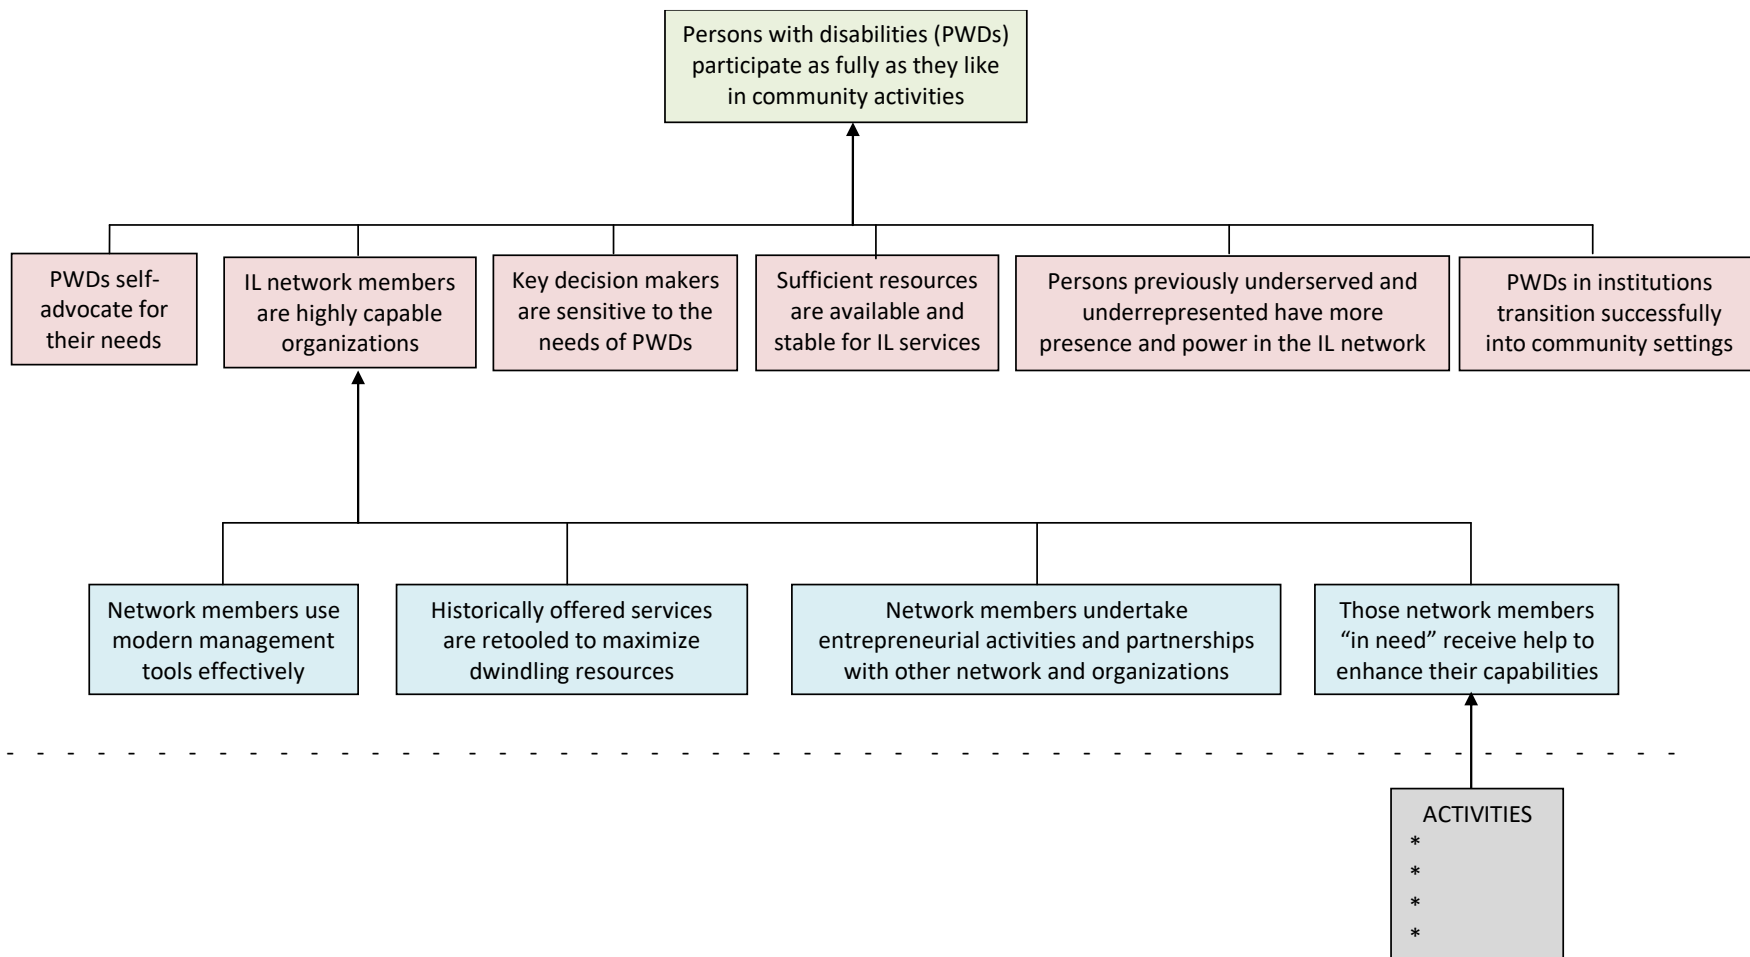 Persons with disabilities (PWDs)
participate as fully as they like
in community activities
PWDs self-
advocate for
their needs
IL network members
are highly capable
organizations
Key decision makers
are sensitive to the
needs of PWDs
Sufficient resources
are available and
stable for IL services
Persons previously underserved and
underrepresented have more
presence and power in the IL network
PWDs in institutions
transition successfully
into community settings
Network members use
modern management
tools effectively
Historically offered services
are retooled to maximize
dwindling resources
Network members undertake
entrepreneurial activities and partnerships
with other network and organizations
Those network members
“in need” receive help to
enhance their capabilities
ACTIVITIES
*
*
*
*